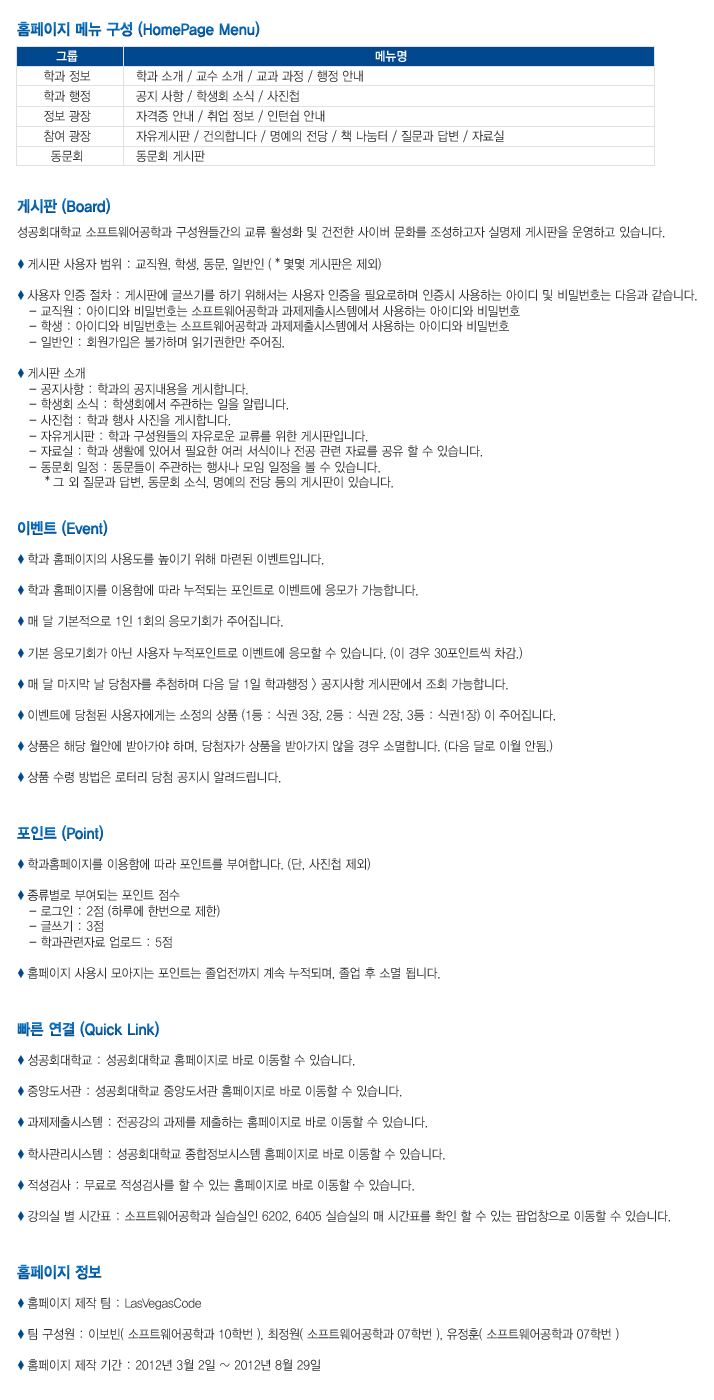 홈페이지 메뉴 구성 (HomePage Menu)
그룹 메뉴명
학과 정보 학과 소개 / 교수 소개 / 교과 과정 / 행정 안내
학과 행정 공지 사항 / 학생회 소식 / 사진첩
정보 광장 자격증 안내 / 취업 정보 / 인턴쉽 안내
참여 광장 자유게시판 / 건의합니다 / 명예의 전당 / 책 나눔터 / 질문과 답변 / 자료실
동문회 동문회 게시판
게시판 (Board)
성공회대학교 소프트웨어공학과 구성원들간의 교류 활성화 및 건전한 사이버 문화를 조성하고자 실명제 게시판을 운영하고 있습니다.
♦ 게시판 사용자 범위 : 교직원, 학생, 동문, 일반인 ( * 몇몇 게시판은 제외)
♦ 사용자 인증 절차 : 게시판에 글쓰기를 하기 위해서는 사용자 인증을 필요로하며 인증시 사용하는 아이디 및 비밀번호는 다음과 같습니다.
- 교직원 : 아이디와 비밀번호는 소프트웨어공학과 과제제출시스템에서 사용하는 아이디와 비밀번호
- 학생 : 아이디와 비밀번호는 소프트웨어공학과 과제제출시스템에서 사용하는 아이디와 비밀번호
- 일반인 : 회원가입은 불가하며 읽기권한만 주어짐.
♦ 게시판 소개
- 공지사항 : 학과의 공지내용을 게시합니다.
- 학생회 소식 : 학생회에서 주관하는 일을 알립니다.
- 사진첩 : 학과 행사 사진을 게시합니다.
- 자유게시판 : 학과 구성원들의 자유로운 교류를 위한 게시판입니다.
- 자료실 : 학과 생활에 있어서 필요한 여러 서식이나 전공 관련 자료를 공유 할 수 있습니다.
- 동문회 일정 : 동문들이 주관하는 행사나 모임 일정을 볼 수 있습니다.
* 그 외 질문과 답변, 동문회 소식, 명예의 전당 등의 게시판이 있습니다.
이벤트 (Event)
♦ 학과 홈페이지의 사용도를 높이기 위해 마련된 이벤트입니다.
♦ 학과 홈페이지를 이용함에 따라 누적되는 포인트로 이벤트에 응모가 가능합니다.
♦ 매 달 기본적으로 1인 1회의 응모기회가 주어집니다.
♦ 기본 응모기회가 아닌 사용자 누적포인트로 이벤트에 응모할 수 있습니다. (이 경우 30포인트씩 차감.)
♦ 매 달 마지막 날 당첨자를 추첨하며 다음 달 1일 학과행정 > 공지사항 게시판에서 조회 가능합니다.
♦ 이벤트에 당첨된 사용자에게는 소정의 상품 (1등 : 식권 3장, 2등 : 식권 2장, 3등 : 식권1장) 이 주어집니다.
♦ 상품은 해당 월안에 받아가야 하며, 당첨자가 상품을 받아가지 않을 경우 소멸합니다. (다음 달로 이월 안됨.)
♦ 상품 수령 방법은 로터리 당첨 공지시 알려드립니다.
포인트 (Point)
♦ 학과홈페이지를 이용함에 따라 포인트를 부여합니다. (단, 사진첩 제외)
♦ 종류별로 부여되는 포인트 점수
- 로그인 : 2점 (하루에 한번으로 제한)
- 글쓰기 : 3점
- 학과관련자료 업로드 : 5점
♦ 홈페이지 사용시 모아지는 포인트는 졸업전까지 계속 누적되며, 졸업 후 소멸 됩니다.
빠른 연결 (Quick Link)
♦ 성공회대학교 : 성공회대학교 홈페이지로 바로 이동할 수 있습니다.
♦ 중앙도서관 : 성공회대학교 중앙도서관 홈페이지로 바로 이동할 수 있습니다.
♦ 과제제출시스템 : 전공강의 과제를 제출하는 홈페이지로 바로 이동할 수 있습니다.
♦ 학사관리시스템 : 성공회대학교 종합정보시스템 홈페이지로 바로 이동할 수 있습니다.
♦ 적성검사 : 무료로 적성검사를 할 수 있는 홈페이지로 바로 이동할 수 있습니다.
♦ 강의실 별 시간표 : 소프트웨어공학과 실습실인 6202, 6405 실습실의 매 시간표를 확인 할 수 있는 팝업창으로 이동할 수 있습니다.
홈페이지 정보
♦ 홈페이지 제작 팀 : LasVegasCode
♦ 팀 구성원 : 이보빈( 소프트웨어공학과 10학번 ), 최정원( 소프트웨어공학과 07학번 ), 유정훈( 소프트웨어공학과 07학번 )
♦ 홈페이지 제작 기간 : 2012년 3월 2일 ~ 2012년 8월 29일